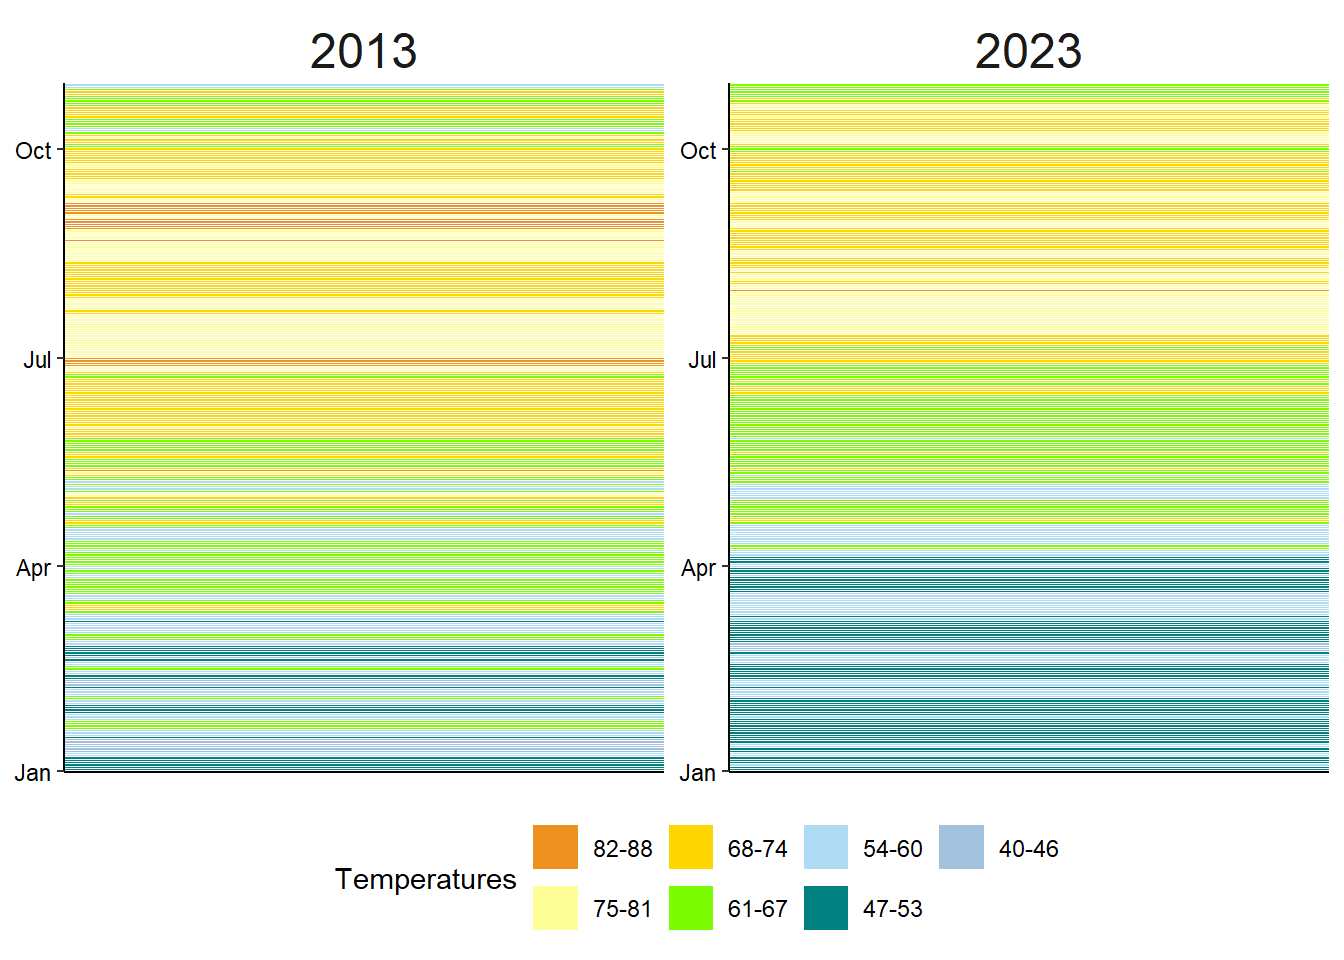 2013
2023
Oct
Jul
Apr
Jan
Oct
Jul
Apr
Jan
Temperatures
82-88
68-74
54-60
40-46
75-81
61-67
47-53